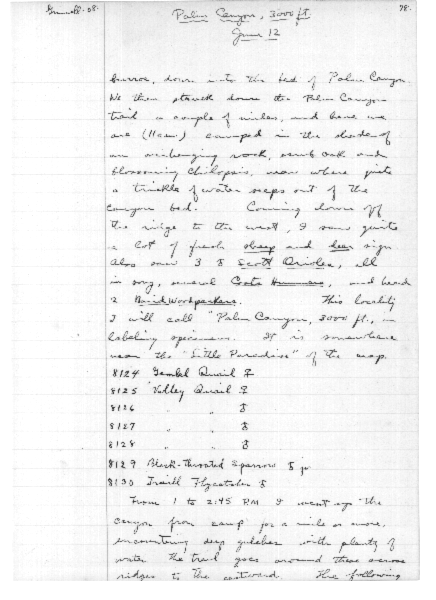 Grinnell-08. 78.
Palm Canyon, 3000 ft.
June 12
burros, down into the bed of Palm Canyon.
We then struck down the Palm Canyon
trail a couple of miles, and here we
are (11 am) camped in the shade of
an overhanging rock, scrub oak and
blossoming Chilopsis, near where quite
a trickle of water seeps out of the
canyon bed. Coming down off
the ridge to the west, I saw quite
a lot of fresh sheep and deer sign
Also saw 3 ♂ Scott Orioles, all
in song, several Costa Hummers, and heard
2 Woodpeckers. This locality
I will call "Palm Canyon, 3000 ft., in
labeling specimens. It is somewhere
near the "Little Paradise" of the map.
8124 Gambel Quail ♀
8125 Valley Quail ♀
8126 " " ♂
8127 " " ♂
8128 " " ♂
8129 Black-throated Sparrow ♂ jv
8130 Traill Flycatcher ♂
From 1 to 2:45 PM I went up the
canyon from camp for a mile or more,
encountering deep gulches with plenty of
water the trail goes around these across
ridges to the eastward. The following